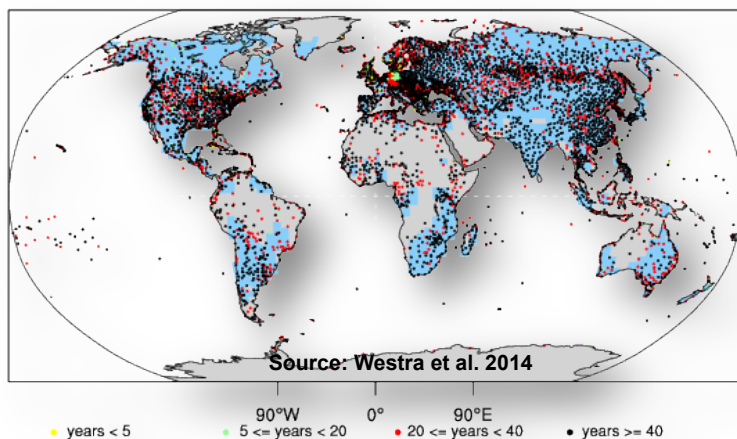 Source: Westra et al. 2014
90°W 0° 90°E
years < 5 5 <= years < 20 20 <= years < 40 years >= 40